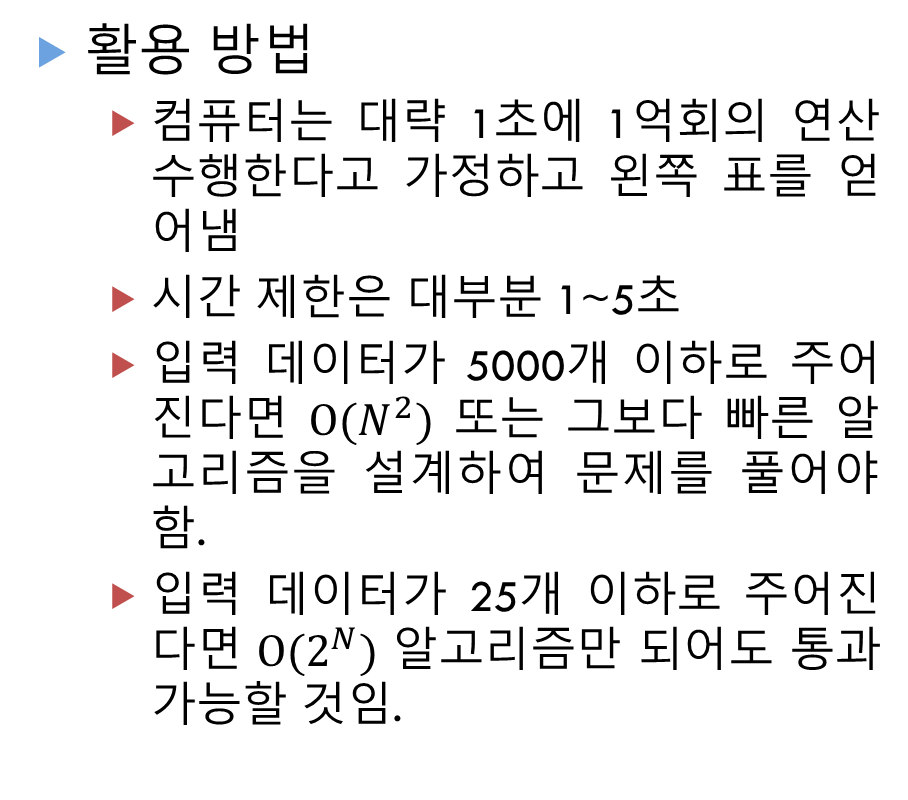 활용 방법
컴퓨터는 대략 1초에 1억회의 연산
수행한다고 가정하고 왼쪽 표를 얻
어냄
시간 제한은 대부분 1~5초
입력 데이터가 5000개 이하로 주어
진다면 O(N²) 또는 그보다 빠른 알
고리즘을 설계하여 문제를 풀어야
함.
입력 데이터가 25개 이하로 주어진
다면 O(2ᴺ) 알고리즘만 되어도 통과
가능할 것임.